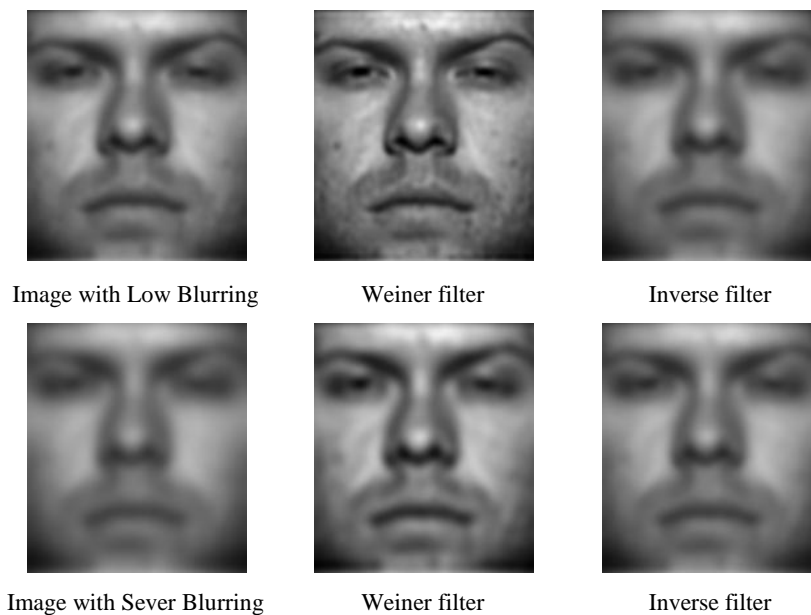 Image with Low Blurring
Weiner filter
Inverse filter
Image with Sever Blurring
Weiner filter
Inverse filter